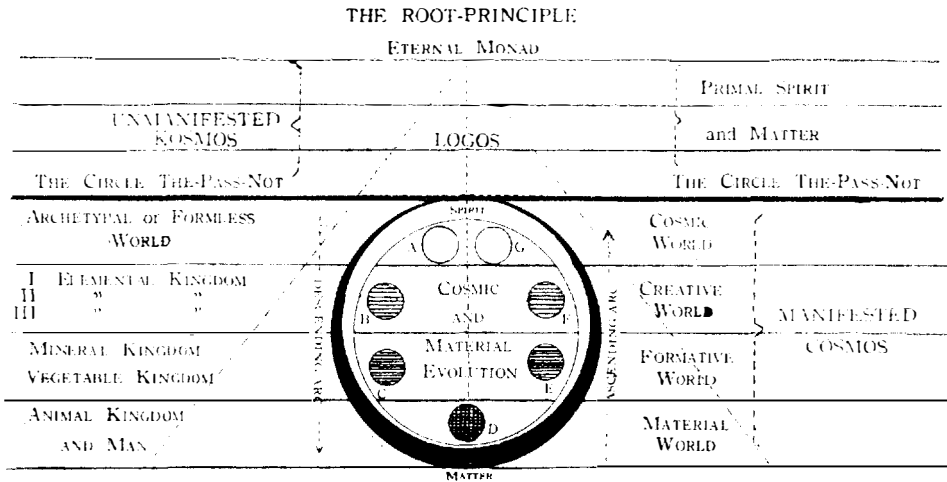 THE ROOT-PRINCIPLE
ETERNAL MONAD
PRIMAL SPIRIT
UNMANIFESTED
KOSMOS
LOGOS
and MATTER
THE CIRCLE THE-PASS-NOT
THE CIRCLE THE-PASS-NOT
ARCHETYPAL or FORMLESS
WORLD
SPIRIT
A
G
COSMIC
WORLD
I ELEMENTAL KINGDOM
II " "
III " "
DESCENDING ARC
B
COSMIC
AND
F
ASCENDING ARC
CREATIVE
WORLD
MANIFESTED
COSMOS
MINERAL KINGDOM
VEGETABLE KINGDOM
C
MATERIAL
EVOLUTION
E
FORMATIVE
WORLD
ANIMAL KINGDOM
AND MAN
D
MATERIAL
WORLD
MATTER